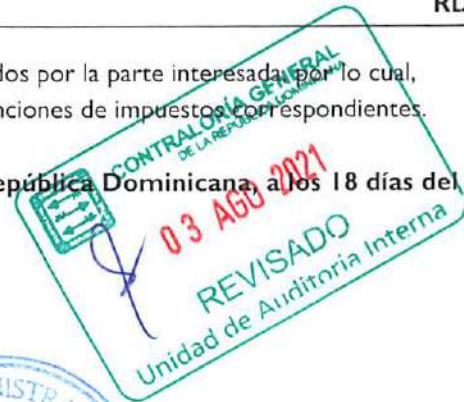 RD
dos por la parte interesada, por lo cual,
nciones de impuestos correspondientes.
epública Dominicana, a los 18 días del
CONTRALORÍA GENERAL
DE LA REPÚBLICA DOMINICANA
03 AGO 2021
REVISADO
Unidad de Auditoría Interna
NISTRA